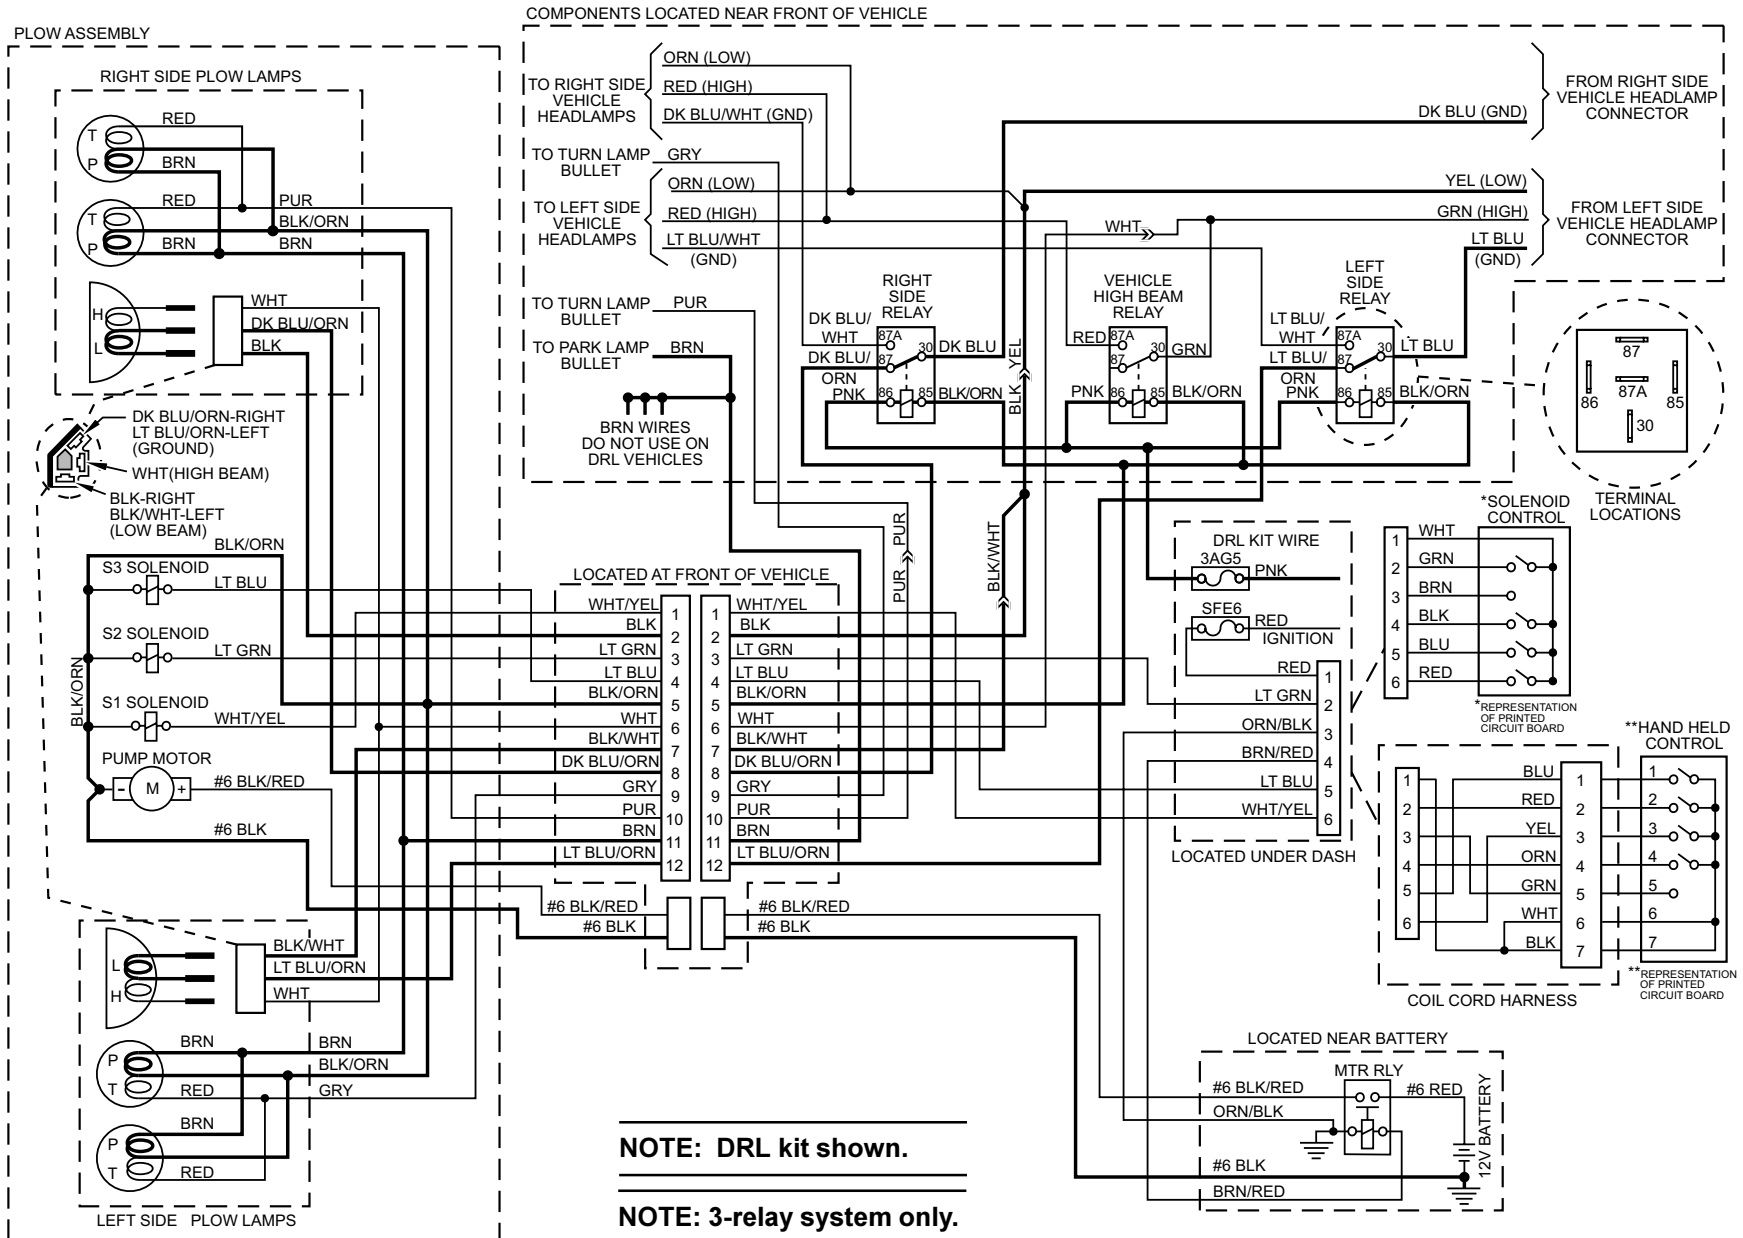 COMPONENTS LOCATED NEAR FRONT OF VEHICLE
PLOW ASSEMBLY
RIGHT SIDE PLOW LAMPS
T
P
RED
BRN
T
P
RED
BRN
PUR
BLK/ORN
BRN
H
L
WHT
DK BLU/ORN
BLK
DK BLU/ORN-RIGHT
LT BLU/ORN-LEFT
(GROUND)
WHT(HIGH BEAM)
BLK-RIGHT
BLK/WHT-LEFT
(LOW BEAM)
BLK/ORN
S3 SOLENOID
LT BLU
S2 SOLENOID
LT GRN
BLK/ORN
S1 SOLENOID
WHT/YEL
PUMP MOTOR
- M +
#6 BLK/RED
#6 BLK
L
H
BLK/WHT
LT BLU/ORN
WHT
P
T
BRN
RED
BRN
BLK/ORN
GRY
P
T
BRN
RED
LEFT SIDE PLOW LAMPS
TO RIGHT SIDE
VEHICLE
HEADLAMPS
ORN (LOW)
RED (HIGH)
DK BLU/WHT (GND)
TO TURN LAMP
BULLET
GRY
TO LEFT SIDE
VEHICLE
HEADLAMPS
ORN (LOW)
RED (HIGH)
LT BLU/WHT
(GND)
TO TURN LAMP
BULLET
PUR
TO PARK LAMP
BULLET
BRN
BRN WIRES
DO NOT USE ON
DRL VEHICLES
DK BLU (GND)
FROM RIGHT SIDE
VEHICLE HEADLAMP
CONNECTOR
YEL (LOW)
GRN (HIGH)
LT BLU
(GND)
FROM LEFT SIDE
VEHICLE HEADLAMP
CONNECTOR
WHT
RIGHT
SIDE
RELAY
DK BLU/
WHT
DK BLU/
ORN
PNK
87A
87
30
86
85
DK BLU
BLK/ORN
BLK YEL
VEHICLE
HIGH BEAM
RELAY
RED
87A
87
30
GRN
PNK
86
85
BLK/ORN
LEFT
SIDE
RELAY
LT BLU/
WHT
LT BLU/
ORN
PNK
87A
87
30
86
85
LT BLU
BLK/ORN
87
86
87A
85
30
TERMINAL
LOCATIONS
PUR PUR
BLK/WHT
LOCATED AT FRONT OF VEHICLE
WHT/YEL 1 1 WHT/YEL
BLK 2 2 BLK
LT GRN 3 3 LT GRN
LT BLU 4 4 LT BLU
BLK/ORN 5 5 BLK/ORN
WHT 6 6 WHT
BLK/WHT 7 7 BLK/WHT
DK BLU/ORN 8 8 DK BLU/ORN
GRY 9 9 GRY
PUR 10 10 PUR
BRN 11 11 BRN
LT BLU/ORN 12 12 LT BLU/ORN
#6 BLK/RED #6 BLK/RED
#6 BLK #6 BLK
DRL KIT WIRE
3AG5
PNK
SFE6
RED
IGNITION
RED 1
LT GRN 2
ORN/BLK 3
BRN/RED 4
LT BLU 5
WHT/YEL 6
LOCATED UNDER DASH
*SOLENOID
CONTROL
1 WHT
2 GRN
3 BRN
4 BLK
5 BLU
6 RED
*REPRESENTATION
OF PRINTED
CIRCUIT BOARD
**HAND HELD
CONTROL
1 BLU 1 1
2 RED 2 2
3 YEL 3 3
4 ORN 4 4
5 GRN 5 5
6 WHT 6 6
BLK 7 7
COIL CORD HARNESS
**REPRESENTATION
OF PRINTED
CIRCUIT BOARD
LOCATED NEAR BATTERY
MTR RLY
#6 BLK/RED
#6 RED
ORN/BLK
12V BATTERY
#6 BLK
BRN/RED
NOTE: DRL kit shown.
NOTE: 3-relay system only.